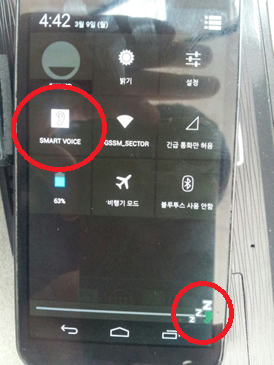 4:42 3월 9일 (월)
밝기
설정
SMART VOICE
GSSM_SECTOR
긴급 통화만 허용
63%
비행기 모드
블루투스 사용 안함
z z Z